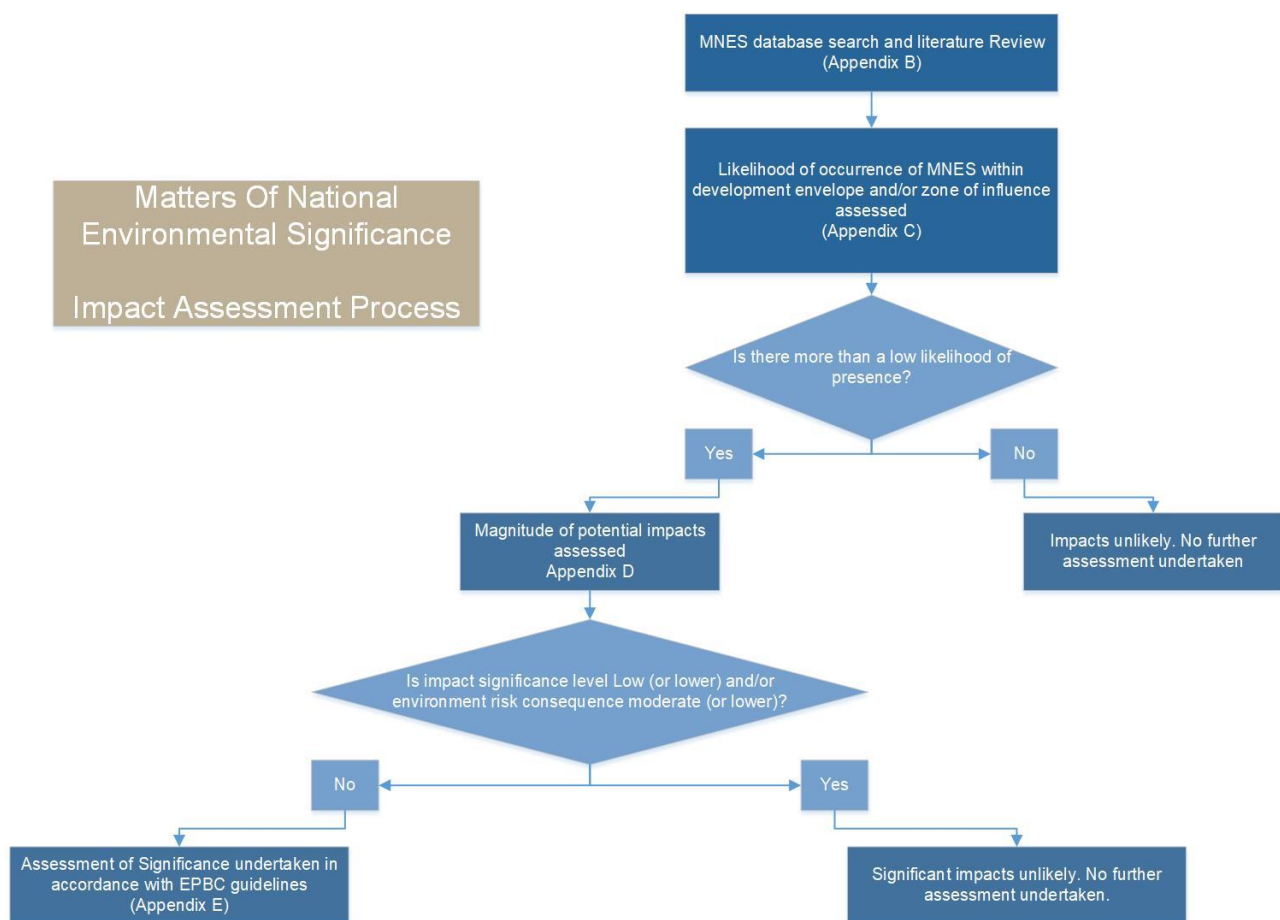 MNES database search and literature Review
(Appendix B)
Likelihood of occurrence of MNES within
development envelope and/or zone of influence
assessed
(Appendix C)
Matters Of National
Environmental Significance
Impact Assessment Process
Is there more than a low likelihood of
presence?
Yes
No
Magnitude of potential impacts
assessed
Appendix D
Impacts unlikely. No further
assessment undertaken
Is impact significance level Low (or lower) and/or
environment risk consequence moderate (or lower)?
No
Yes
Assessment of Significance undertaken in
accordance with EPBC guidelines
(Appendix E)
Significant impacts unlikely. No further
assessment undertaken.